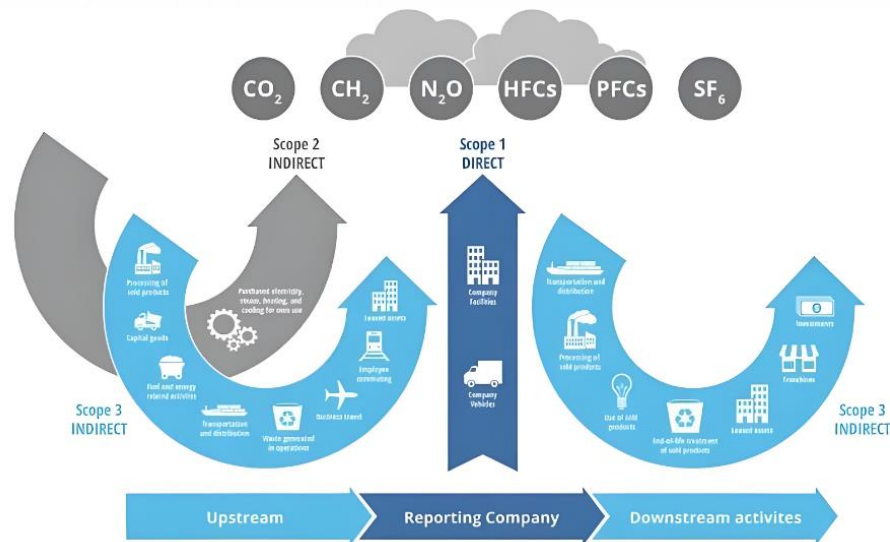 CO2
CH2
N2O
HFCs
PFCs
SF6
Scope 2
INDIRECT
Scope 1
DIRECT
Processing of
sold products
Capital goods
Fuel and energy
related activities
Transportation
and distribution
Waste generated
in operations
Business travel
Employee
commuting
Leased assets
Purchased electricity,
steam, heating, and
cooling for own use
Company
facilities
Company
Vehicles
Transportation and
distribution
Processing of
sold products
Use of sold
products
End-of-life treatment
of sold products
Leased assets
Franchises
Investments
Scope 3
INDIRECT
Scope 3
INDIRECT
Upstream
Reporting Company
Downstream activites